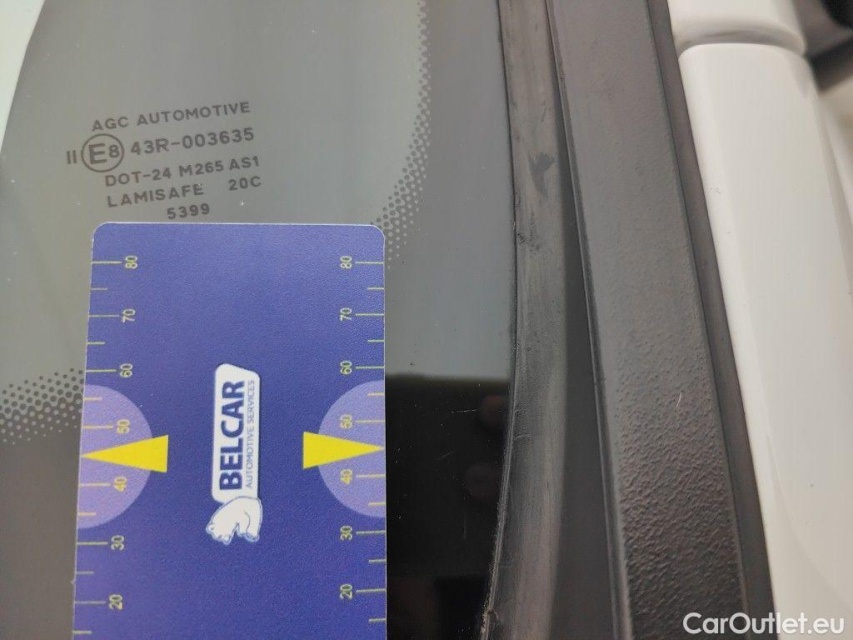 AGC AUTOMOTIVE
II E8 43R-003635
DOT-24 M265 AS1
LAMISAFE 20C
5399
80 80
70 70
60 60
50 50
40 40
30 30
20 20
BELCAR
AUTOMOTIVE SERVICES
CarOutlet.eu